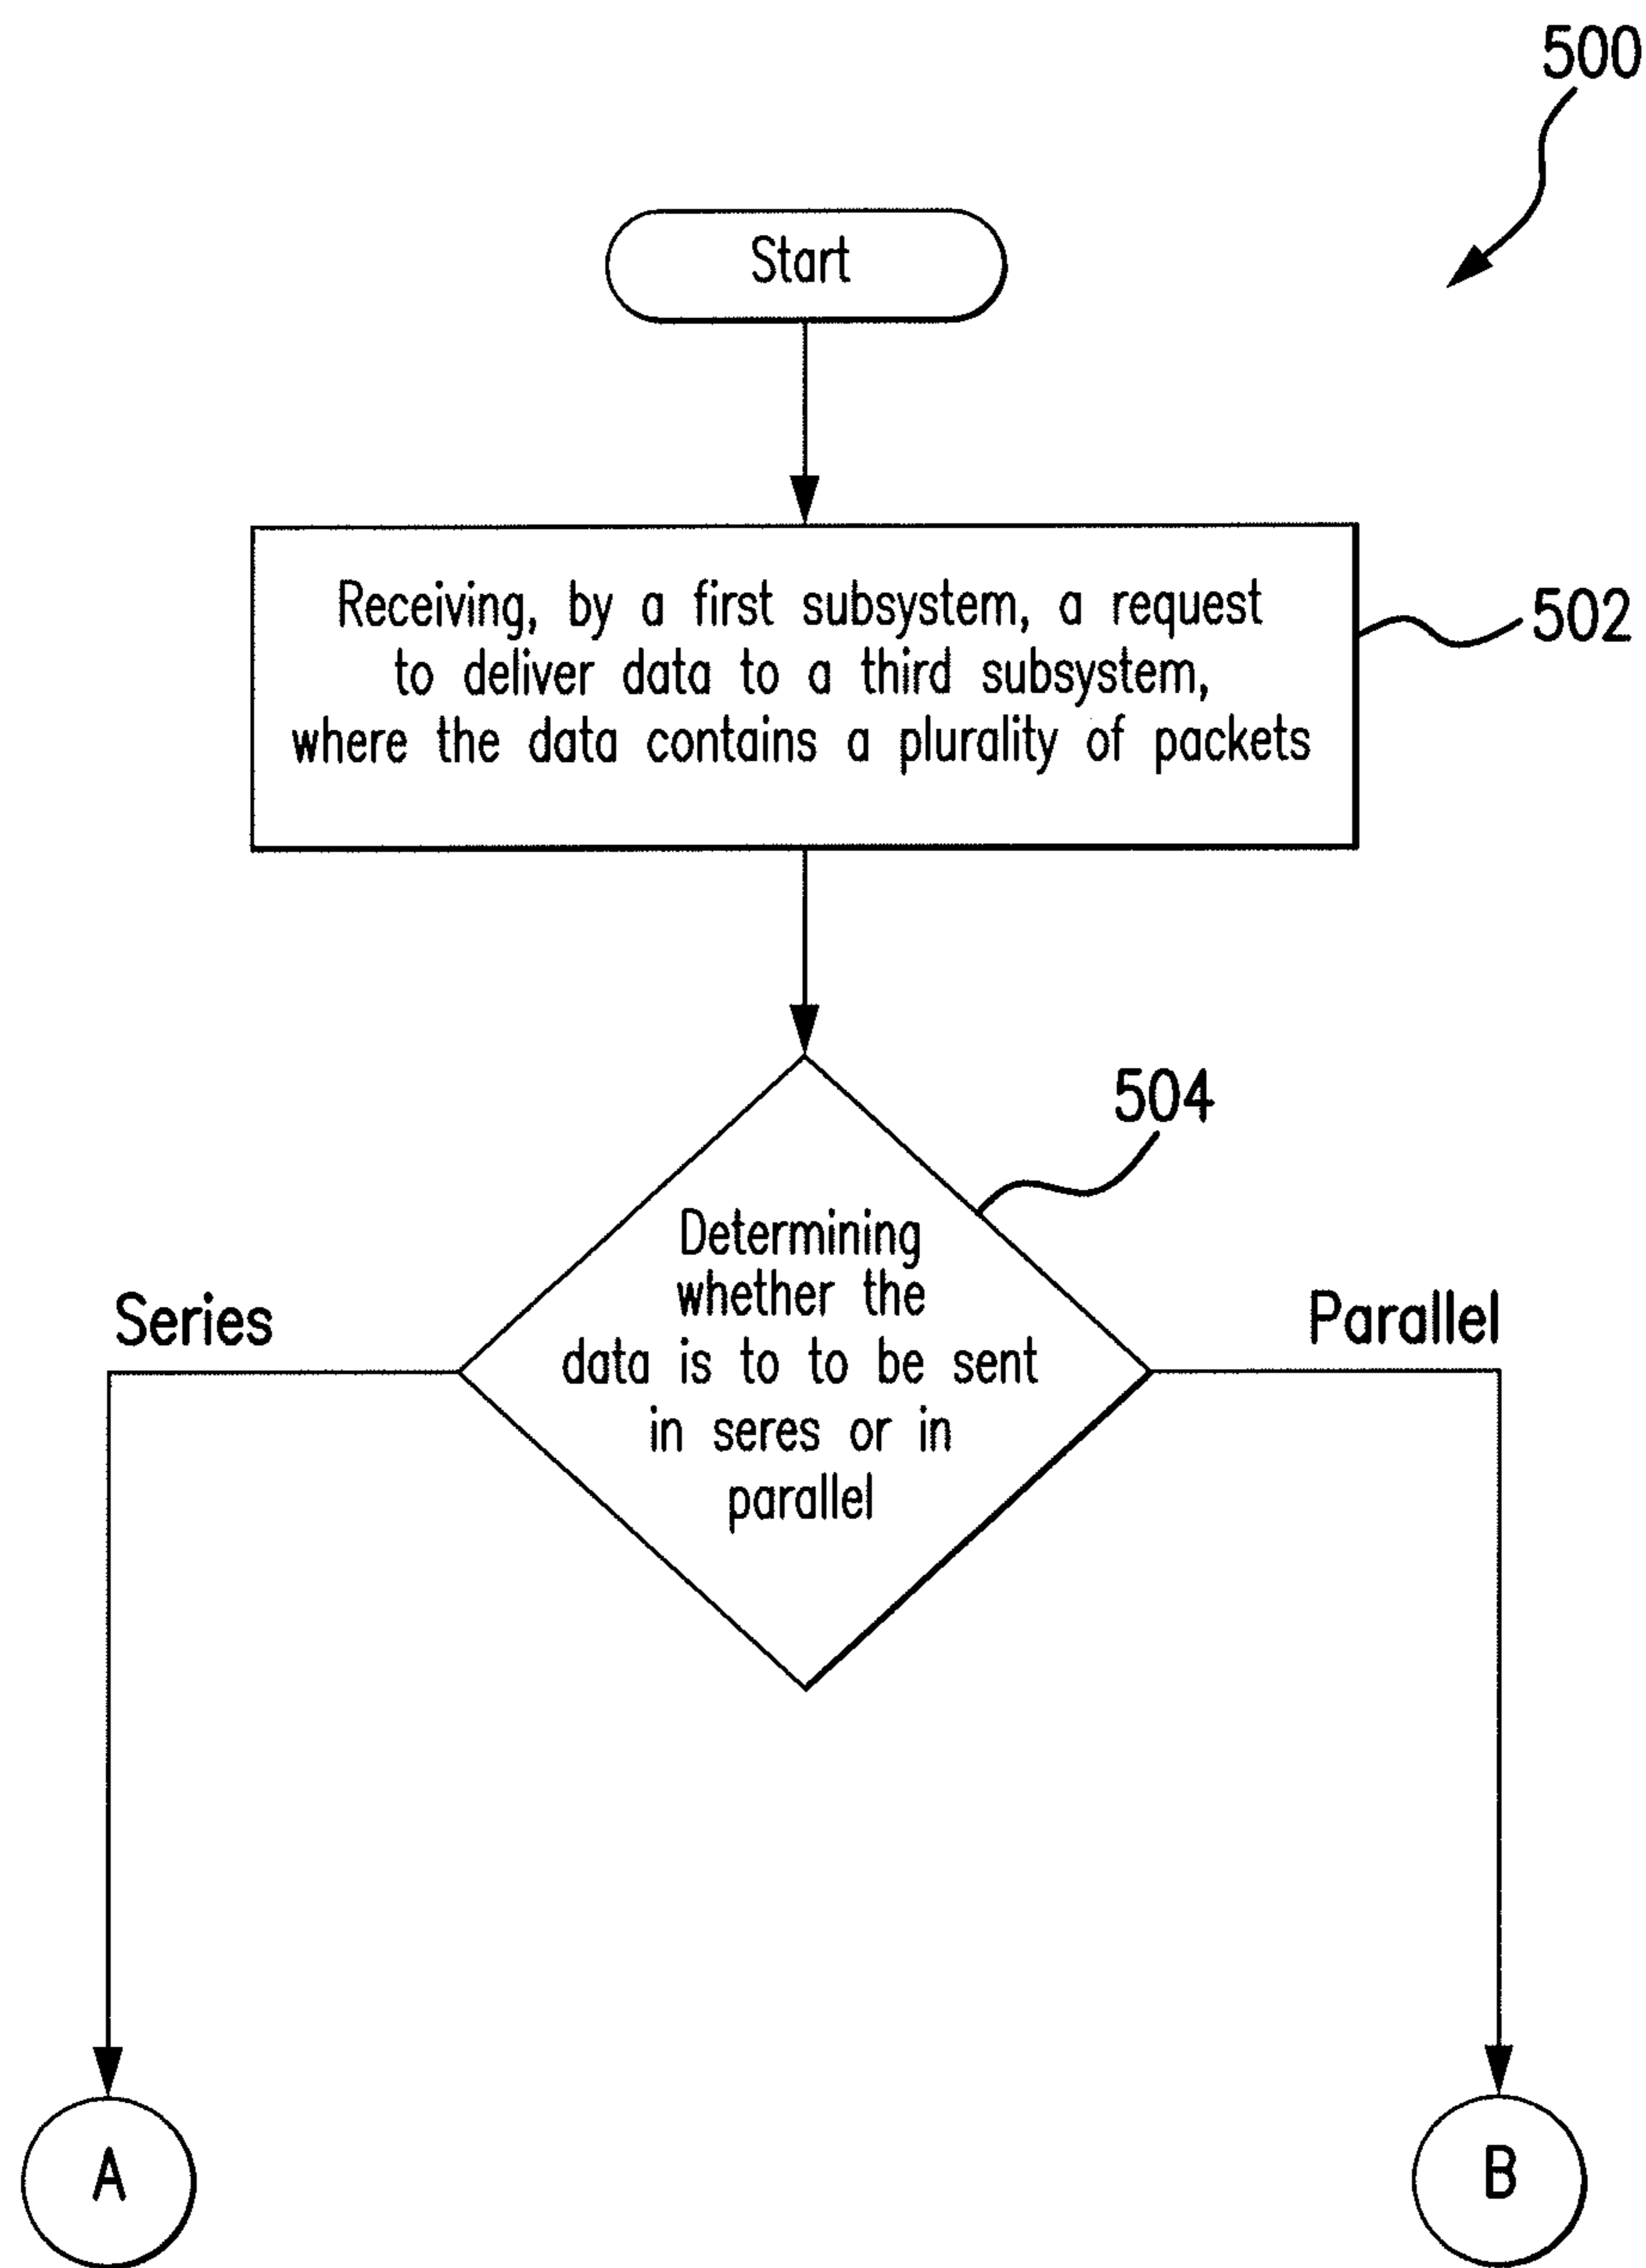 500
Start
Receiving, by a first subsystem, a request
to deliver data to a third subsystem,
where the data contains a plurality of packets
502
504
Determining
whether the
data is to to be sent
in seres or in
parallel
Series
Parallel
A
B